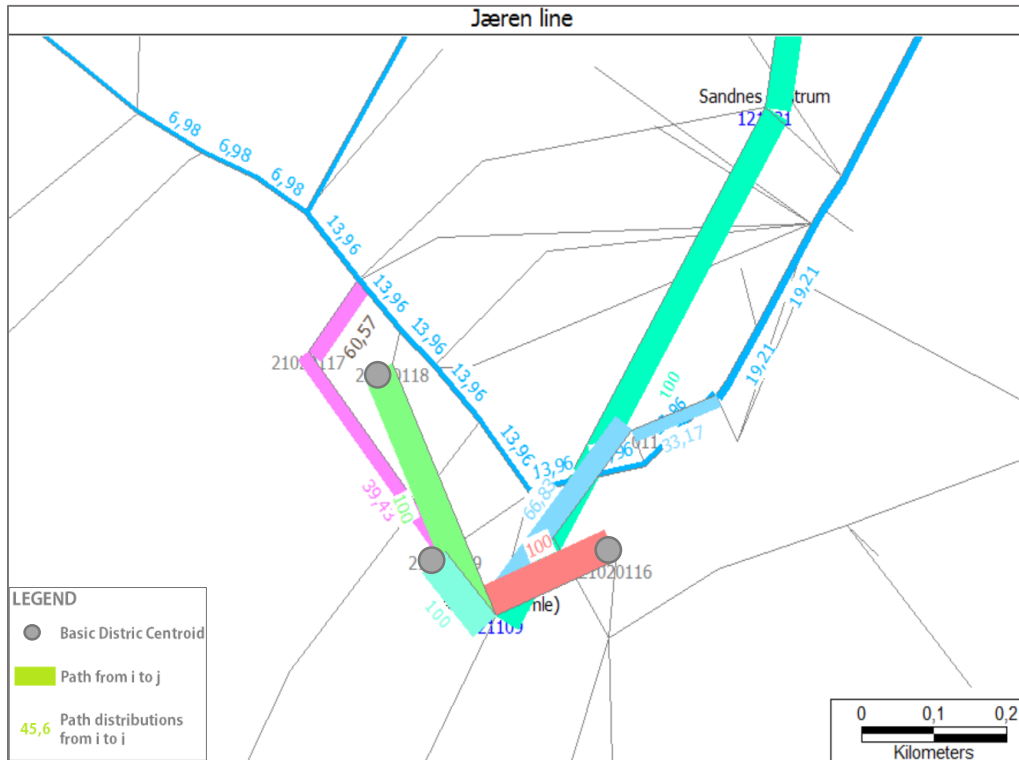 Jæren line
Sandnes
trum
6,98
6,98
6,98
13,96
13,96
13,96
13,96
13,96
60,57
100
19,21
19,21
33,17
13,96
66,83
39,43
100
100
21020116
100
21109
LEGEND
Basic Distric Centroid
Path from i to j
45,6
Path distributions
from i to j
0 0,1 0,2
Kilometers